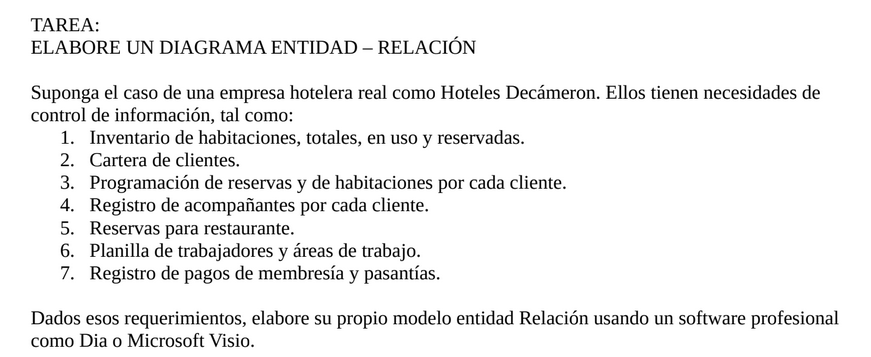 TAREA:
ELABORE UN DIAGRAMA ENTIDAD – RELACIÓN
Suponga el caso de una empresa hotelera real como Hoteles Decámeron. Ellos tienen necesidades de
control de información, tal como:
1. Inventario de habitaciones, totales, en uso y reservadas.
2. Cartera de clientes.
3. Programación de reservas y de habitaciones por cada cliente.
4. Registro de acompañantes por cada cliente.
5. Reservas para restaurante.
6. Planilla de trabajadores y áreas de trabajo.
7. Registro de pagos de membresía y pasantías.
Dados esos requerimientos, elabore su propio modelo entidad Relación usando un software profesional
como Dia o Microsoft Visio.